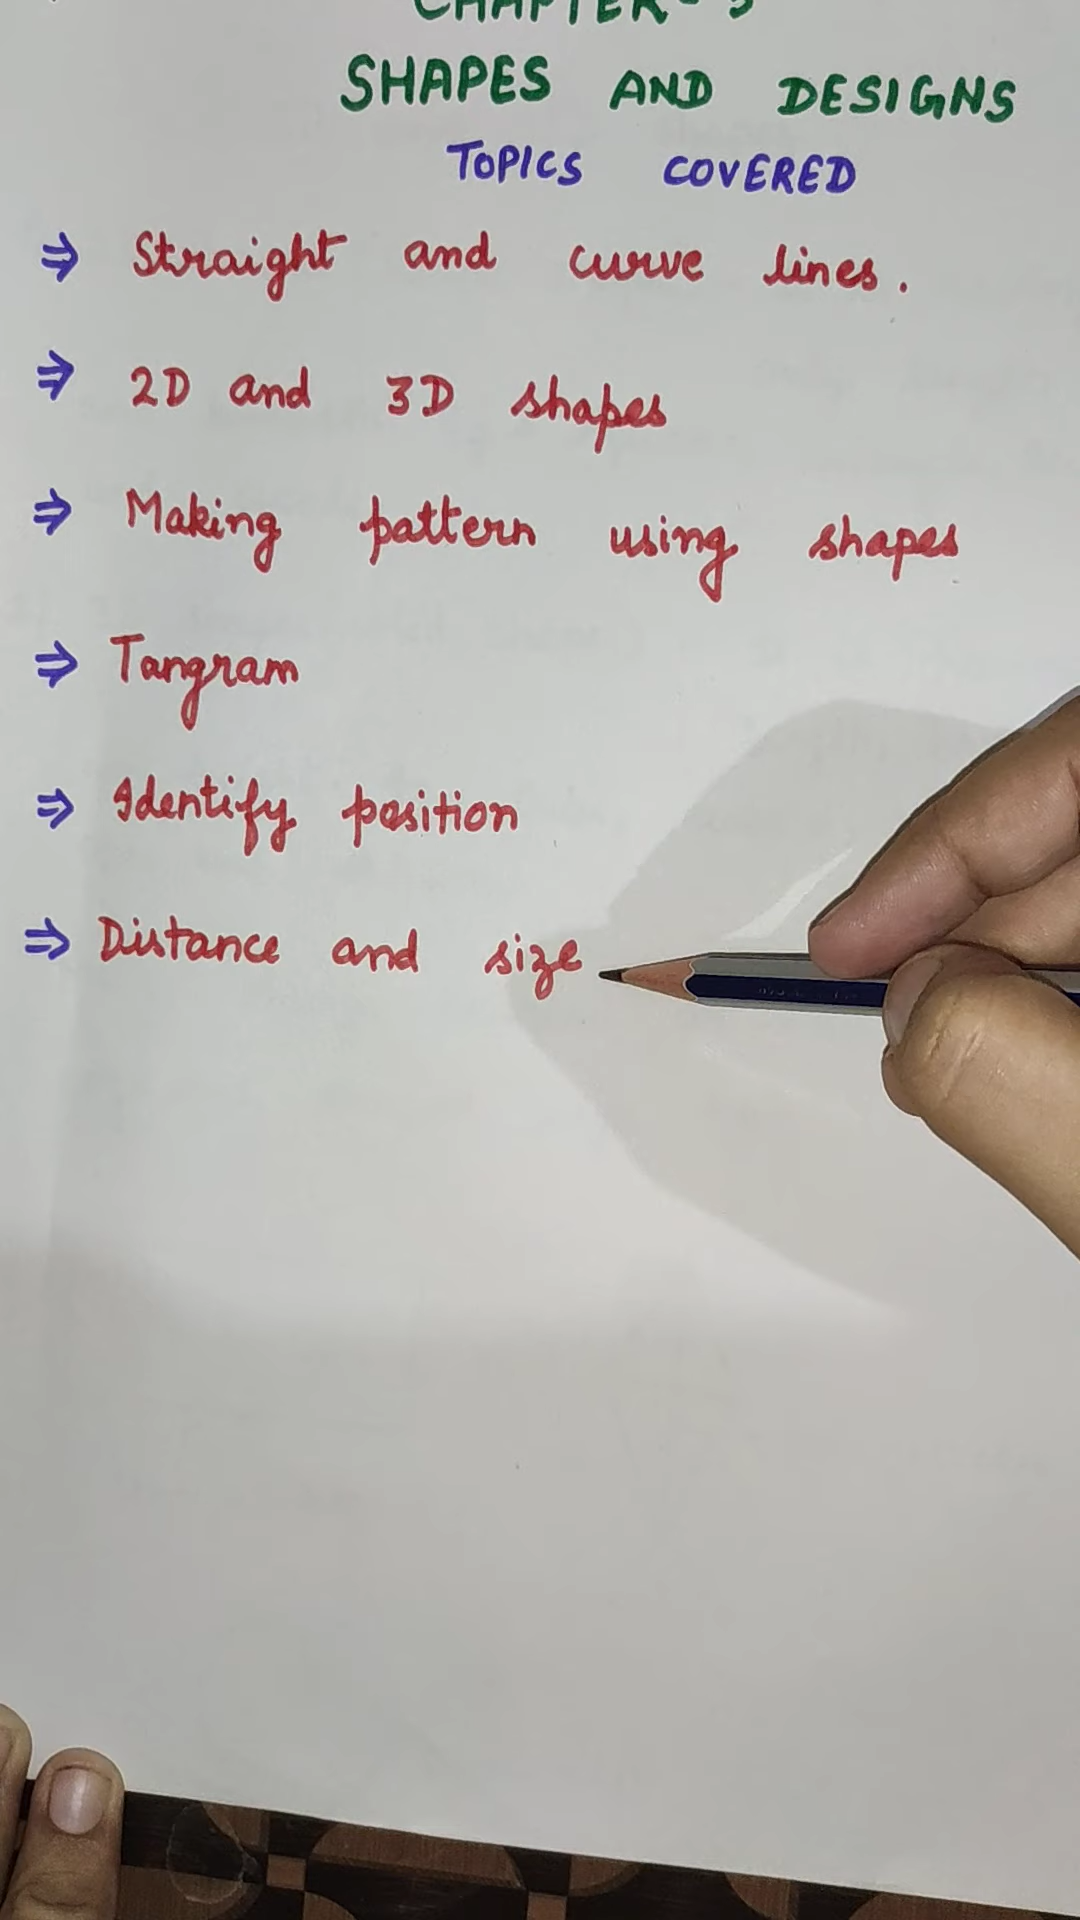 SHAPES AND DESIGNS
TOPICS COVERED
⇒ Straight and curve lines.
⇒ 2D and 3D shapes
⇒ Making pattern using shapes
⇒ Tangram
⇒ Identify position
⇒ Distance and size